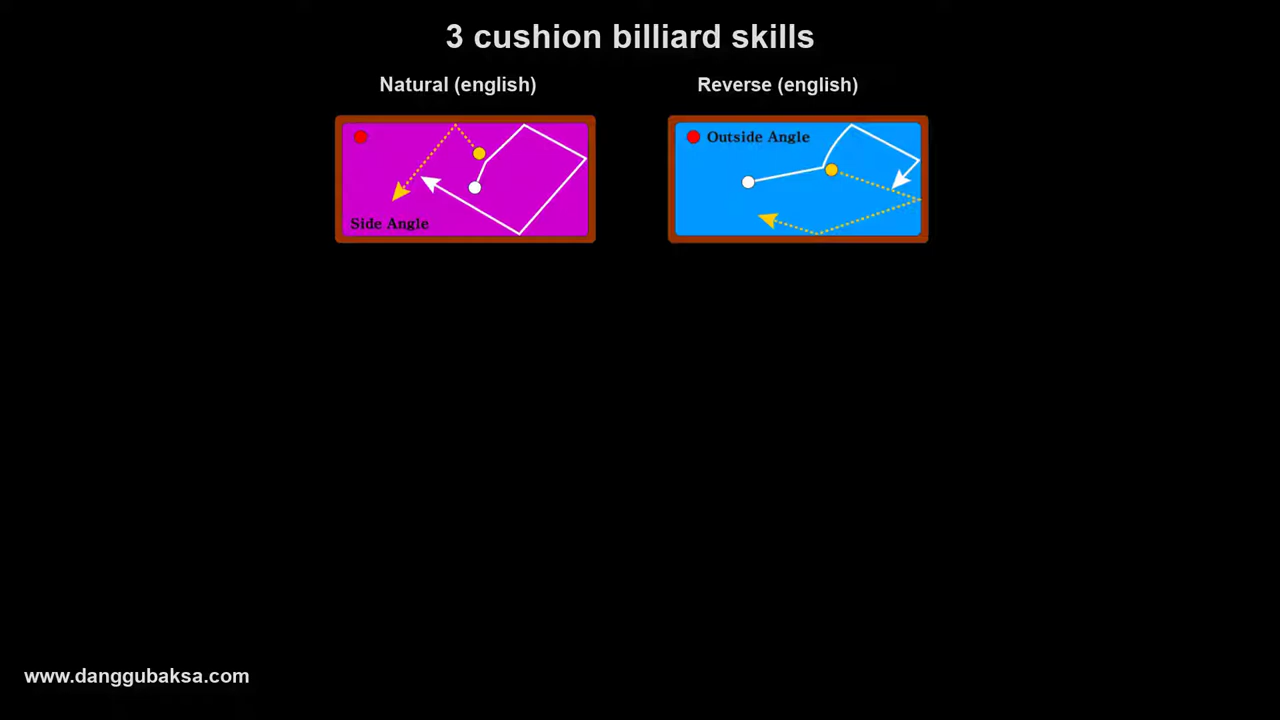 3 cushion billiard skills
Natural (english)
Reverse (english)
Outside Angle
Side Angle
www.danggubaksa.com